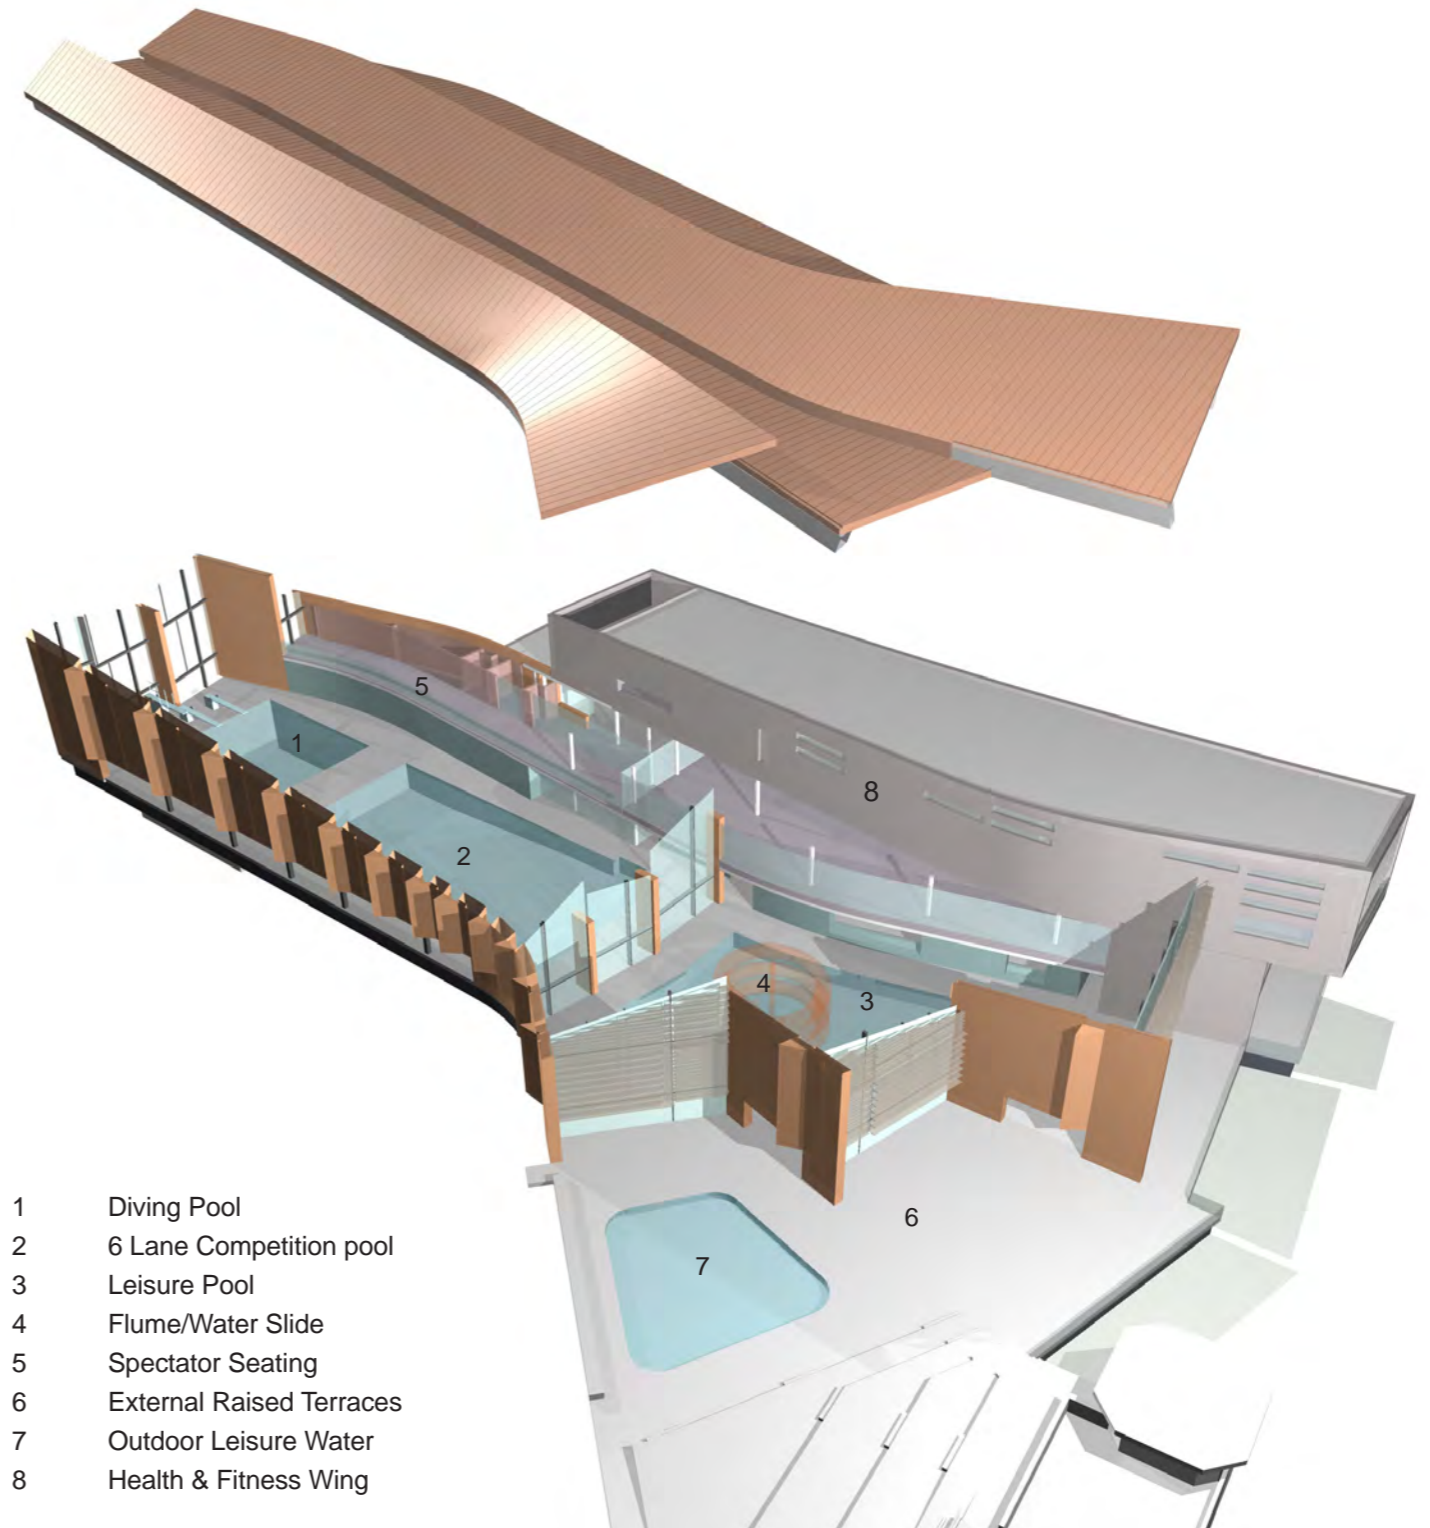 5
1
8
2
4
3
6
7
1 Diving Pool
2 6 Lane Competition pool
3 Leisure Pool
4 Flume/Water Slide
5 Spectator Seating
6 External Raised Terraces
7 Outdoor Leisure Water
8 Health & Fitness Wing